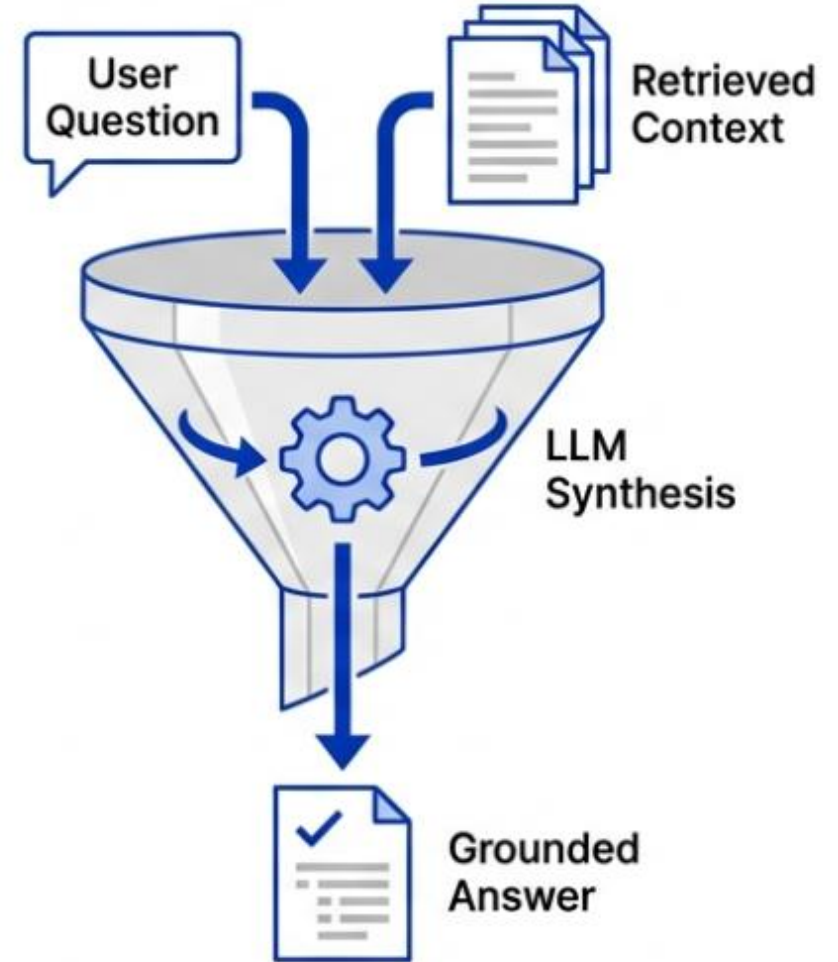 User
Question
Retrieved
Context
LLM
Synthesis
Grounded
Answer